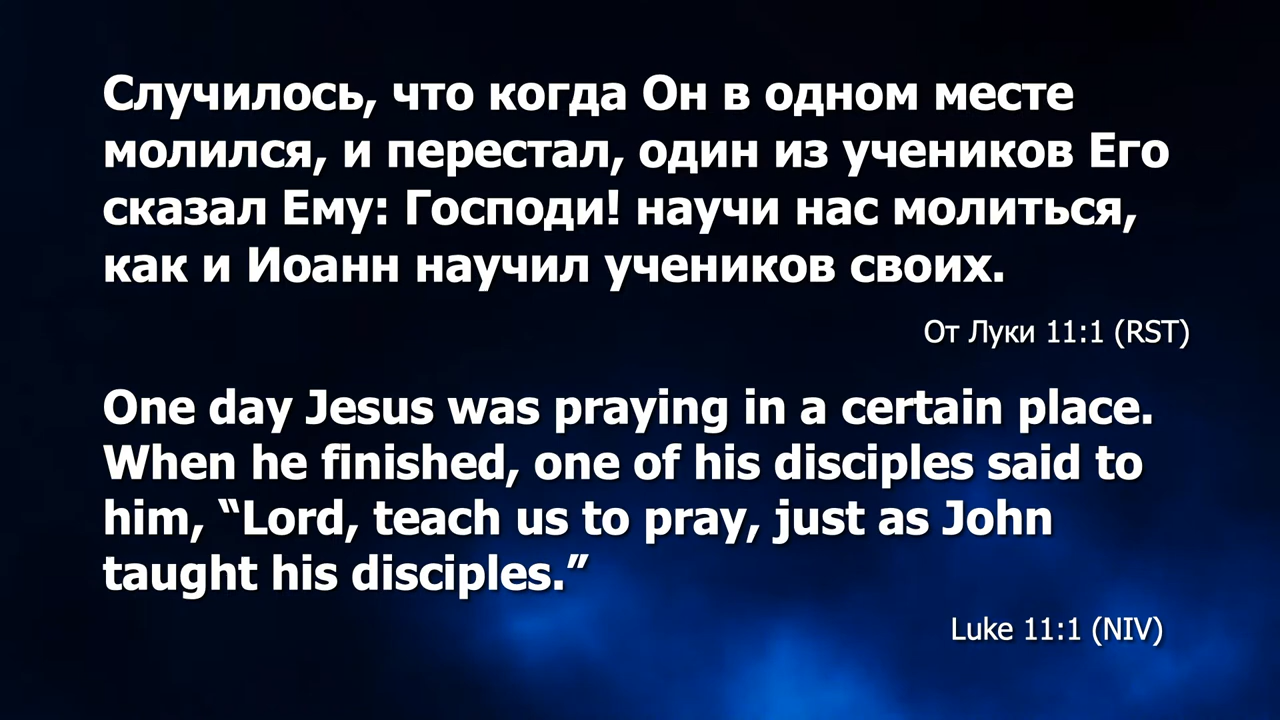 Случилось, что когда Он в одном месте
молился, и перестал, один из учеников Его
сказал Ему: Господи! научи нас молиться,
как и Иоанн научил учеников своих.
От Луки 11:1 (RST)
One day Jesus was praying in a certain place.
When he finished, one of his disciples said to
him, “Lord, teach us to pray, just as John
taught his disciples.”
Luke 11:1 (NIV)